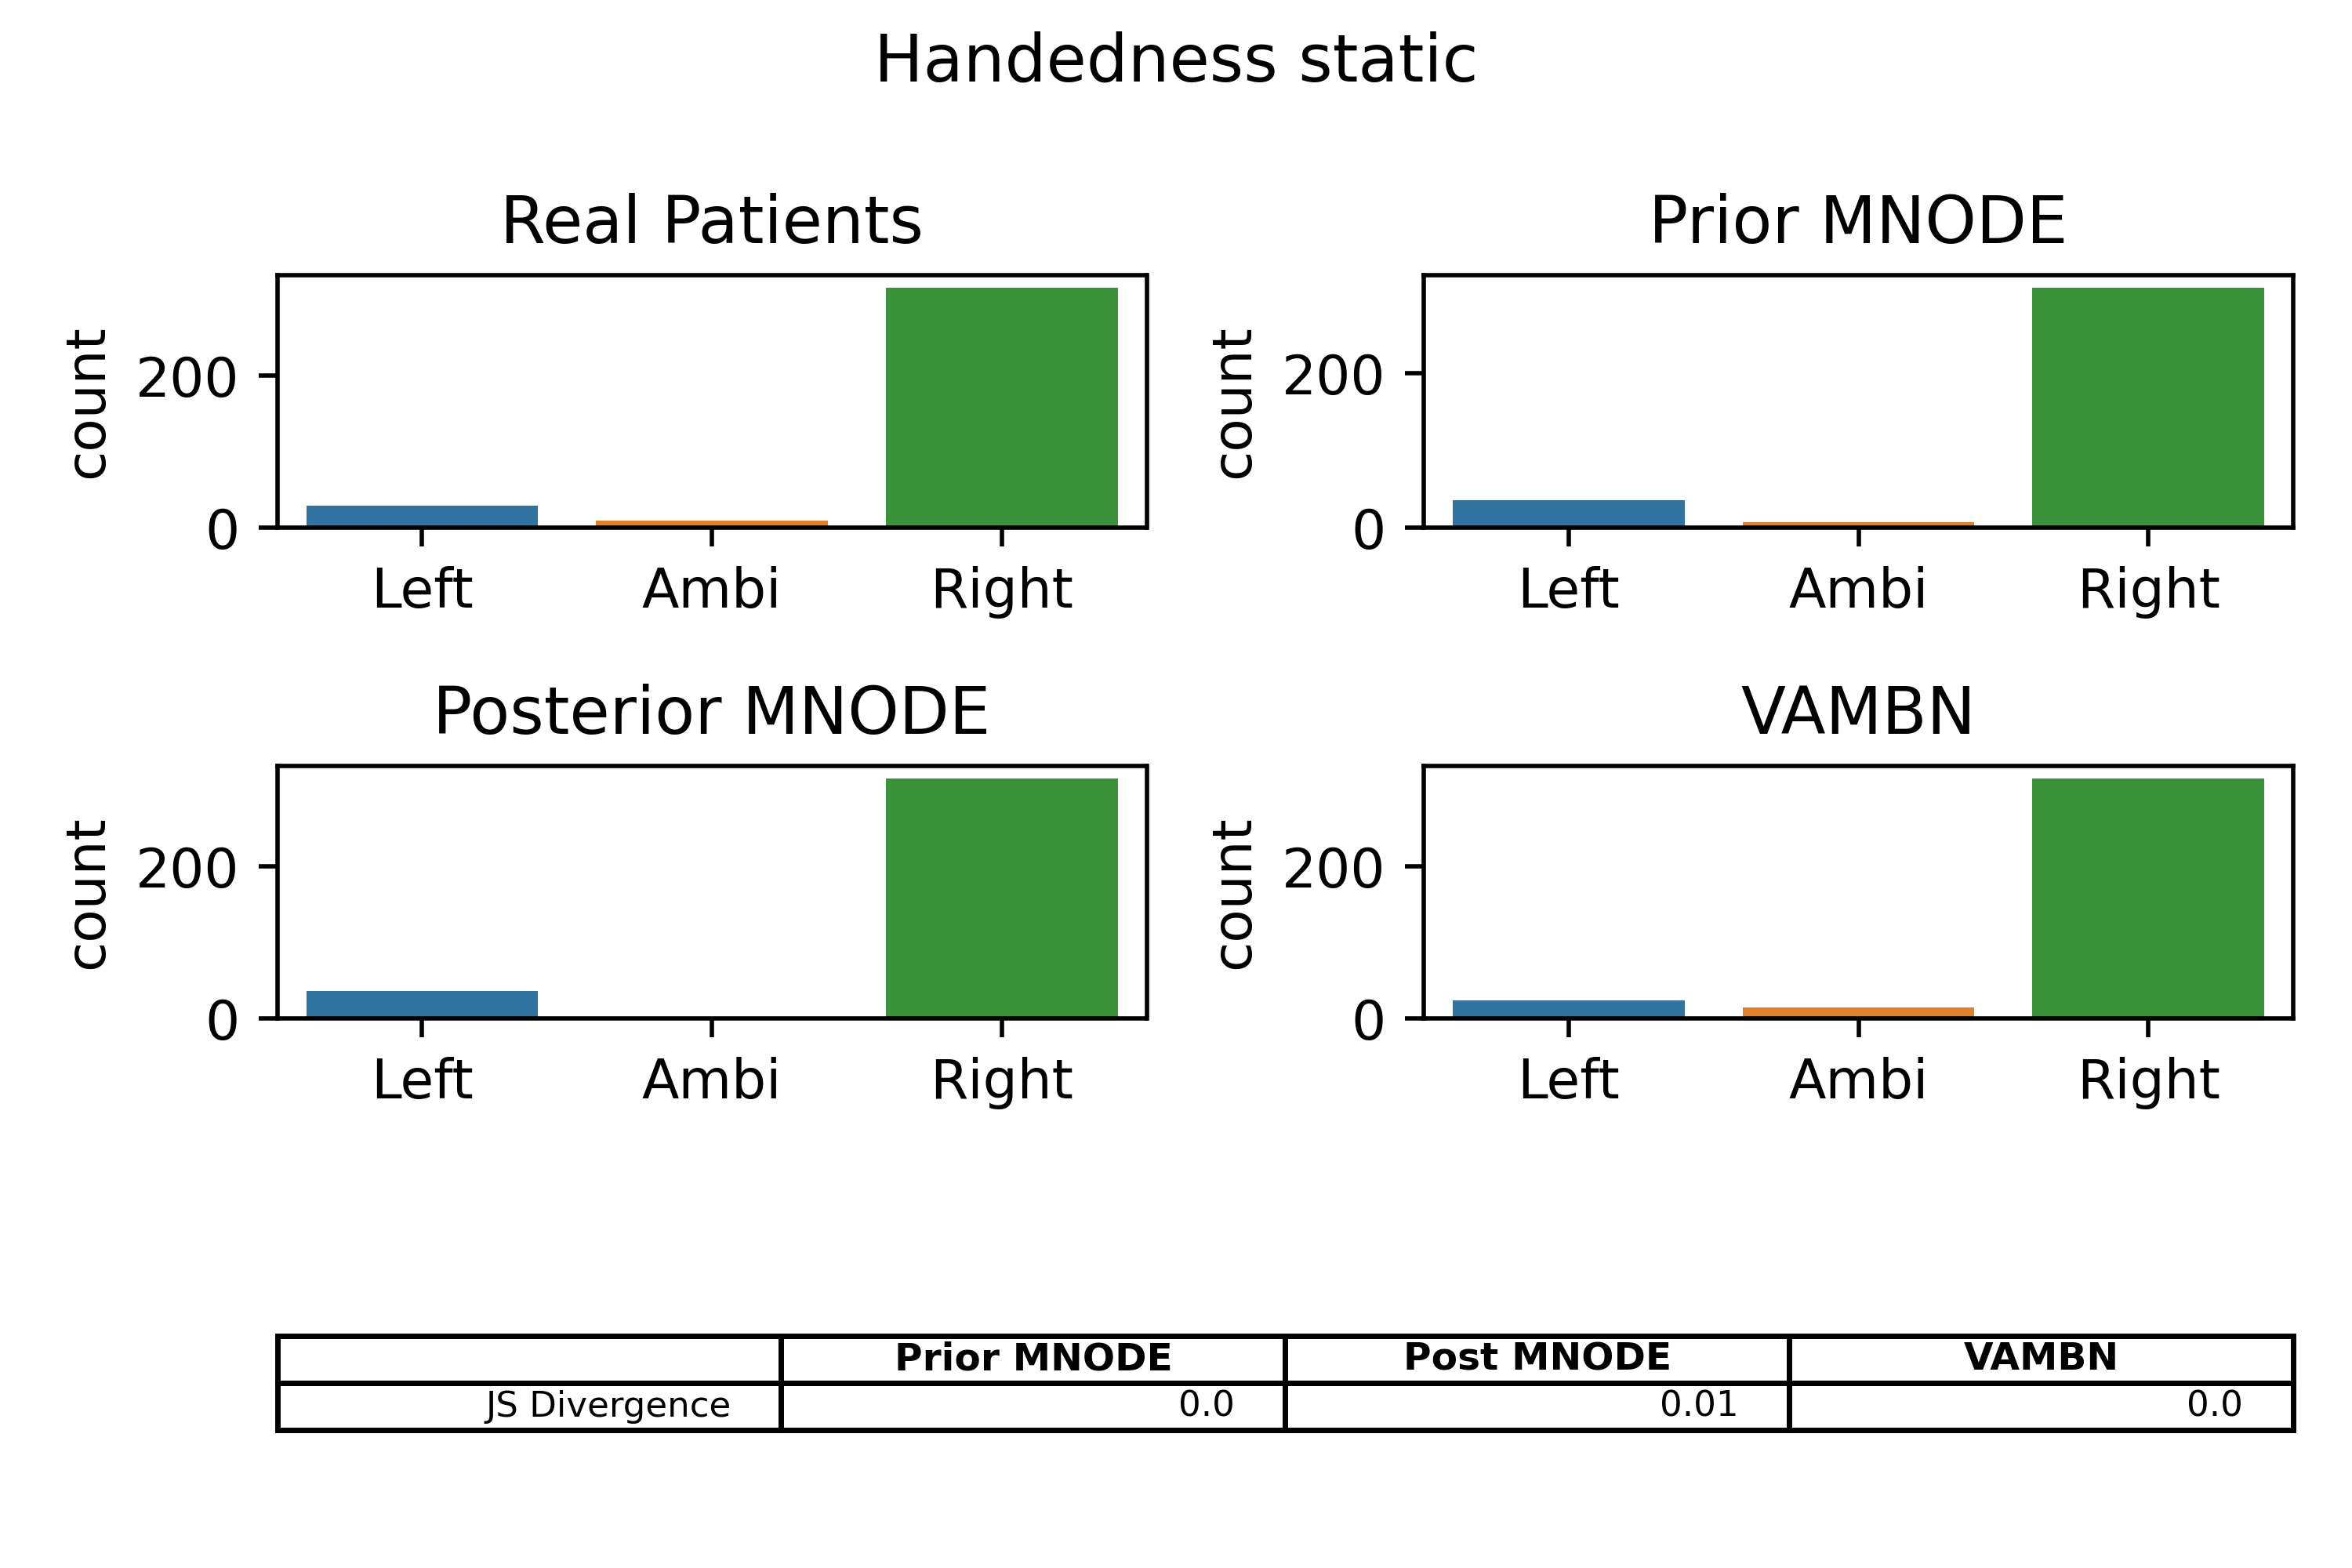 Handedness static
Real Patients
count
200
0
Left Ambi Right
Prior MNODE
count
200
0
Left Ambi Right
Posterior MNODE
count
200
0
Left Ambi Right
VAMBN
count
200
0
Left Ambi Right
Prior MNODE Post MNODE VAMBN
JS Divergence 0.0 0.01 0.0